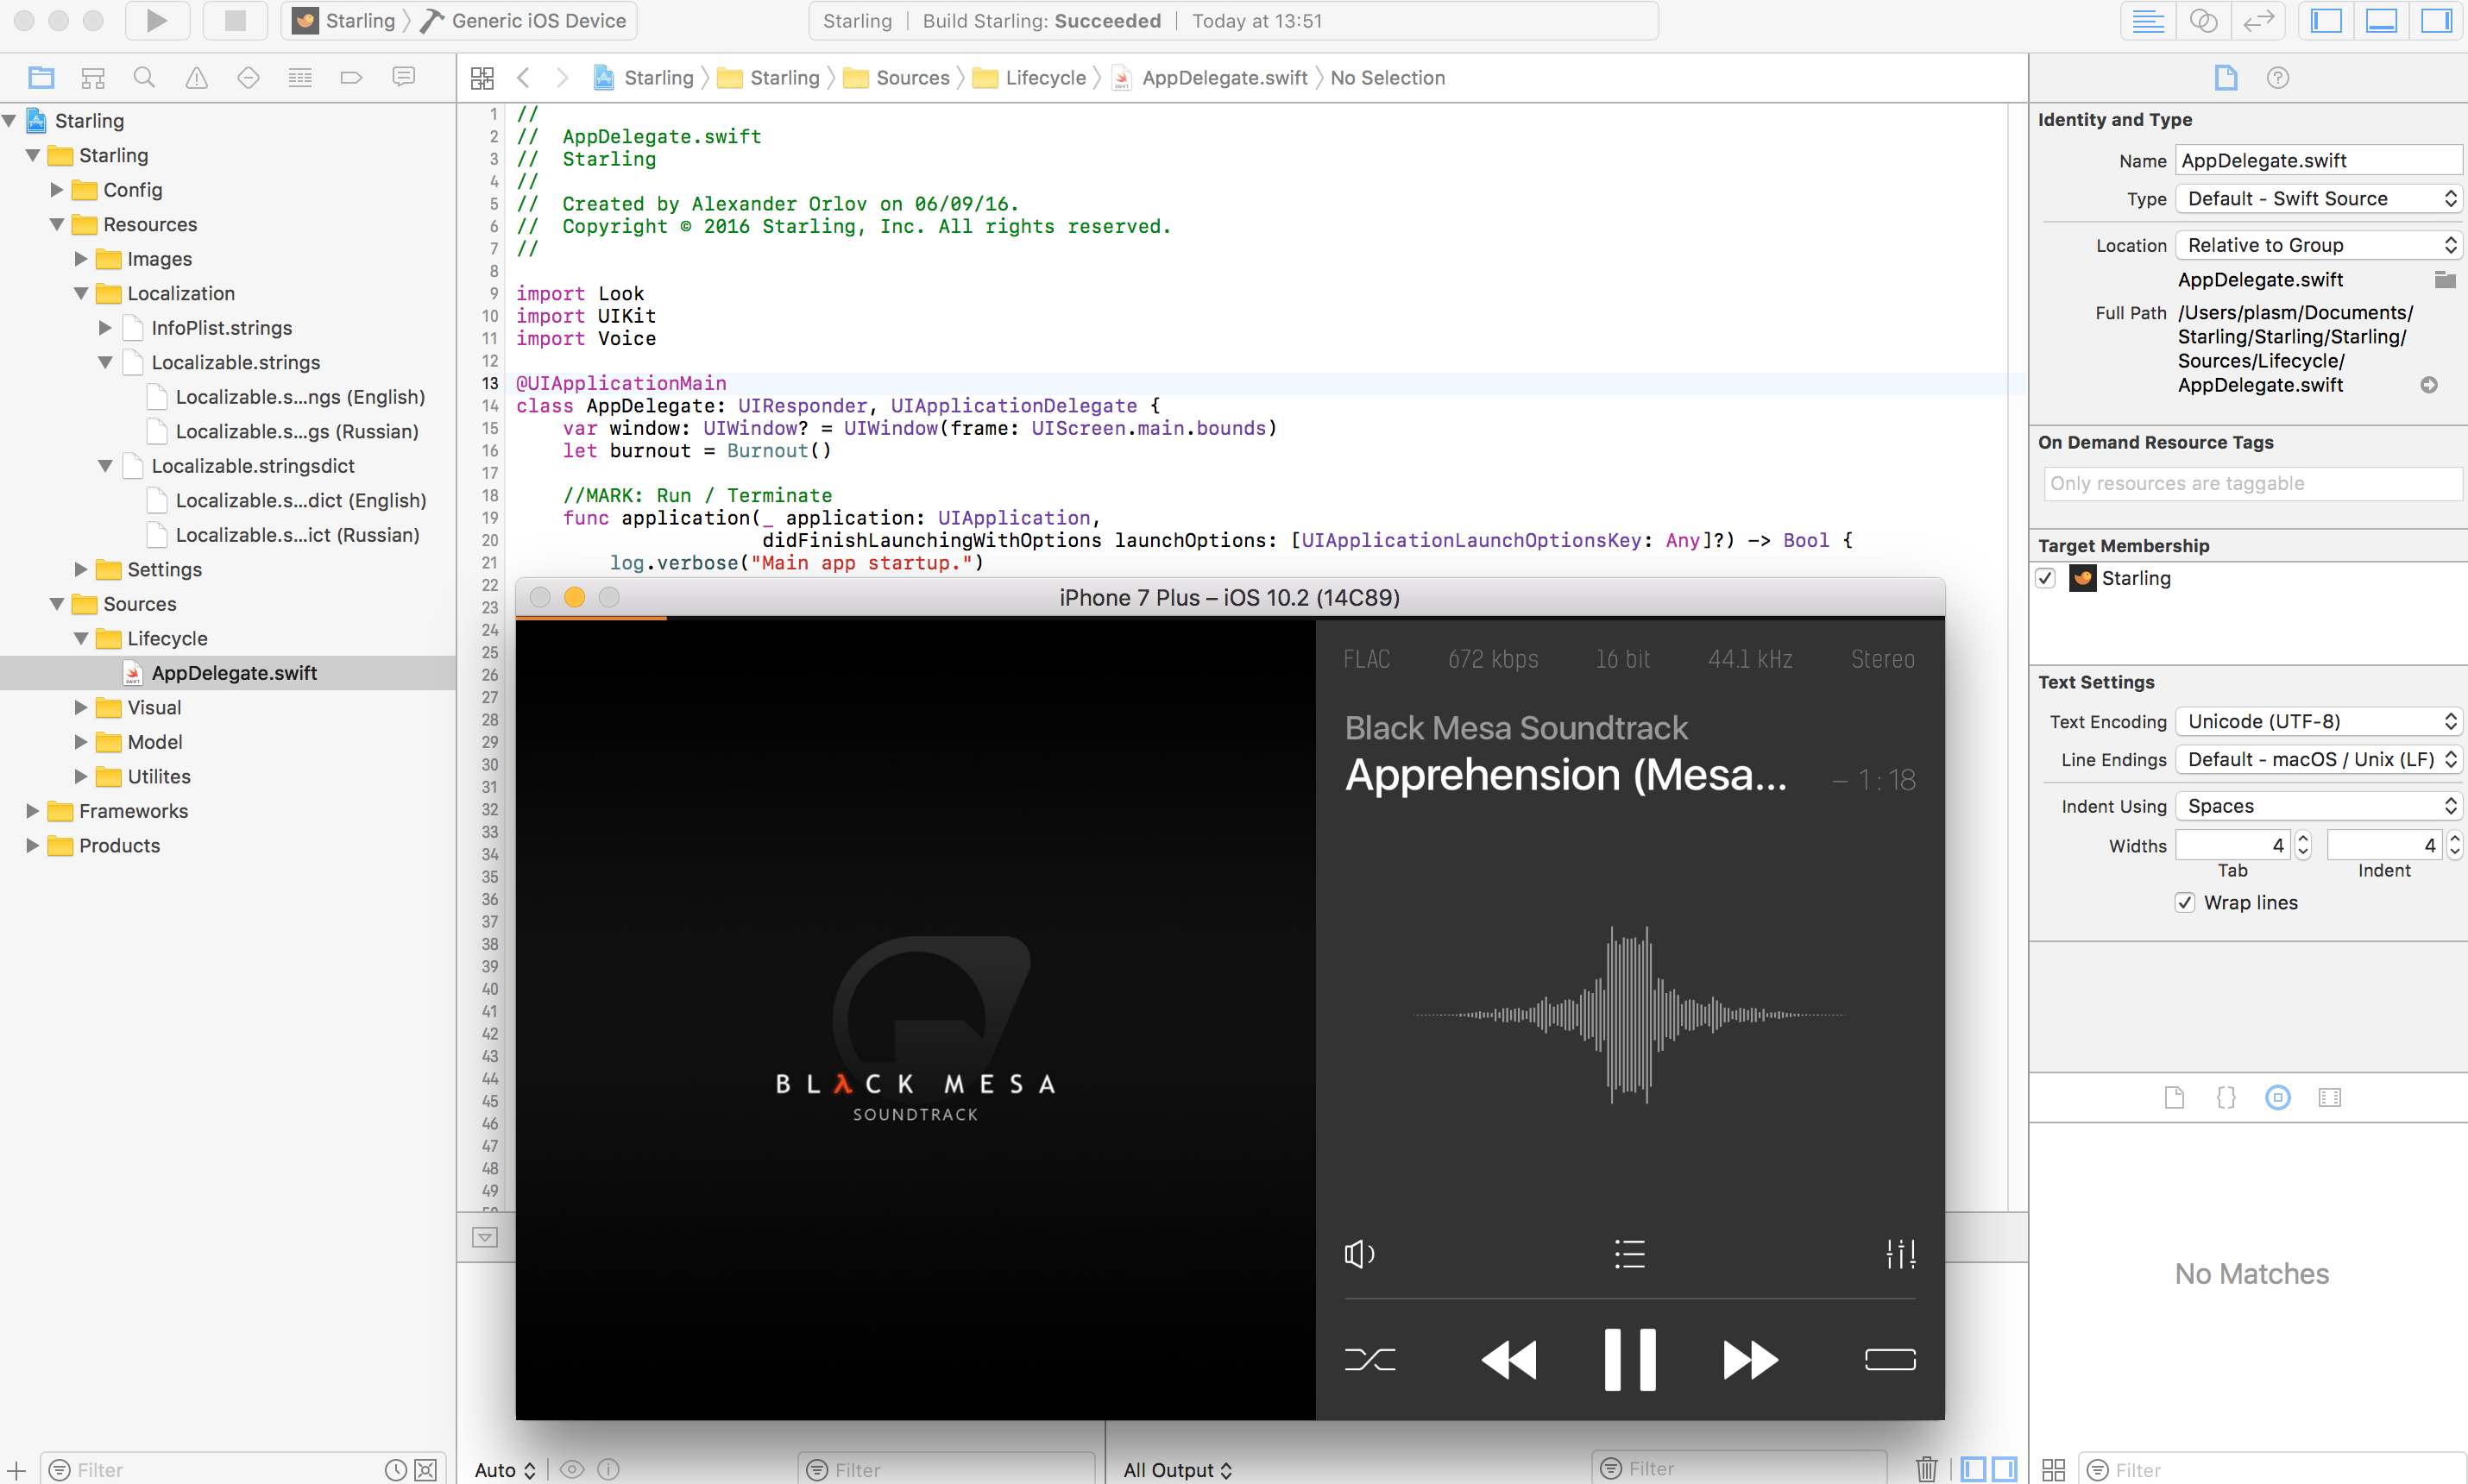 Starling
Generic iOS Device
Starling | Build Starling: Succeeded | Today at 13:51
Starling
Starling
Sources
Lifecycle
AppDelegate.swift
No Selection
Starling
Starling
Config
Resources
Images
Localization
InfoPlist.strings
Localizable.strings
Localizable.s...ngs (English)
Localizable.s...gs (Russian)
Localizable.stringsdict
Localizable.s...dict (English)
Localizable.s...ict (Russian)
Settings
Sources
Lifecycle
AppDelegate.swift
Visual
Model
Utilites
Frameworks
Products
Filter
1 //
2 //  AppDelegate.swift
3 //  Starling
4 //
5 //  Created by Alexander Orlov on 06/09/16.
6 //  Copyright © 2016 Starling, Inc. All rights reserved.
7 //
8
9 import Look
10 import UIKit
11 import Voice
12
13 @UIApplicationMain
14 class AppDelegate: UIResponder, UIApplicationDelegate {
15     var window: UIWindow? = UIWindow(frame: UIScreen.main.bounds)
16     let burnout = Burnout()
17
18     //MARK: Run / Terminate
19     func application(_ application: UIApplication,
20                      didFinishLaunchingWithOptions launchOptions: [UIApplicationLaunchOptionsKey: Any]?) -> Bool {
21         log.verbose("Main app startup.")
22
23
24
25
26
27
28
29
30
31
32
33
34
35
36
37
38
39
40
41
42
43
44
45
46
47
48
49
iPhone 7 Plus – iOS 10.2 (14C89)
BLλCK MESA
SOUNDTRACK
FLAC 672 kbps 16 bit 44.1 kHz Stereo
Black Mesa Soundtrack
Apprehension (Mesa... – 1:18
Auto
Filter
All Output
Filter
Identity and Type
Name AppDelegate.swift
Type Default - Swift Source
Location Relative to Group
AppDelegate.swift
Full Path /Users/plasm/Documents/
Starling/Starling/Starling/
Sources/Lifecycle/
AppDelegate.swift
On Demand Resource Tags
Only resources are taggable
Target Membership
Starling
Text Settings
Text Encoding Unicode (UTF-8)
Line Endings Default - macOS / Unix (LF)
Indent Using Spaces
Widths 4 4
Tab Indent
Wrap lines
No Matches
Filter